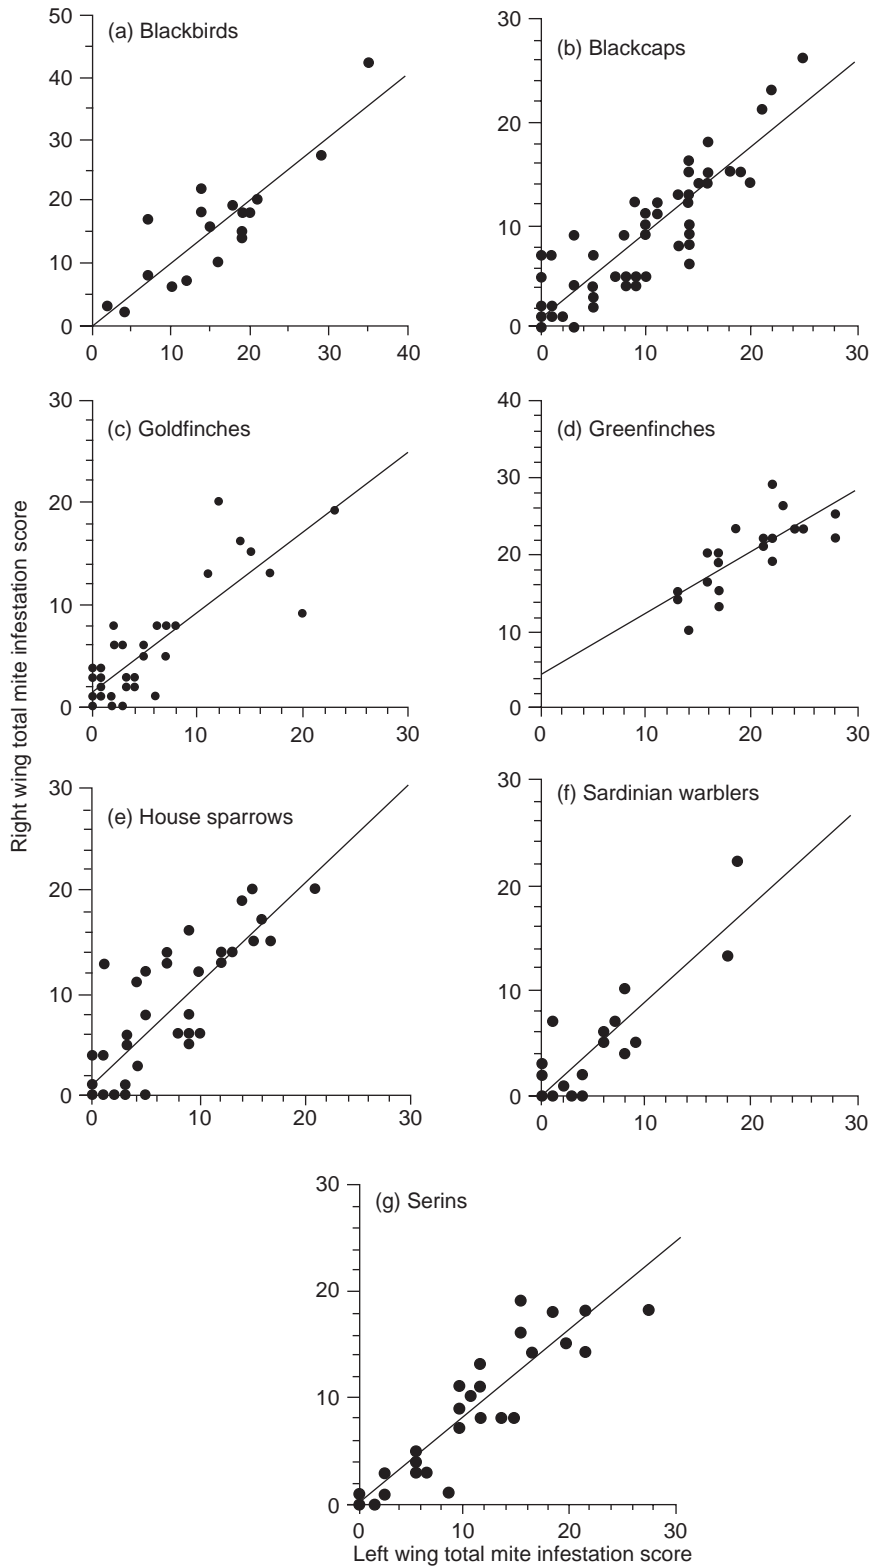 (a) Blackbirds
50
40
30
20
10
0
0 10 20 30 40
(b) Blackcaps
30
20
10
0
0 10 20 30
(c) Goldfinches
30
20
10
0
0 10 20 30
(d) Greenfinches
40
30
20
10
0
0 10 20 30
Right wing total mite infestation score
(e) House sparrows
30
20
10
0
0 10 20 30
(f) Sardinian warblers
30
20
10
0
0 10 20 30
(g) Serins
30
20
10
0
0 10 20 30
Left wing total mite infestation score